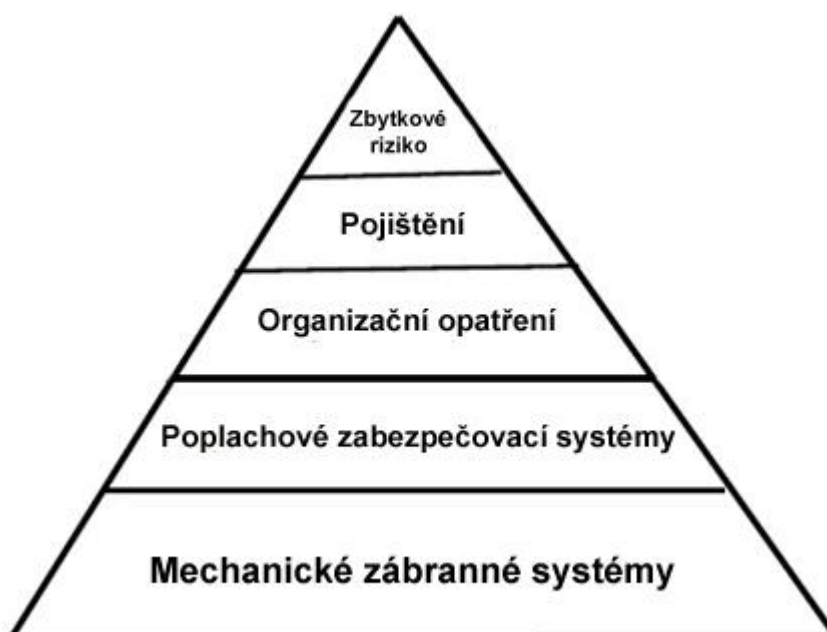 Zbytkové
riziko
Pojištění
Organizační opatření
Poplachové zabezpečovací systémy
Mechanické zábranné systémy